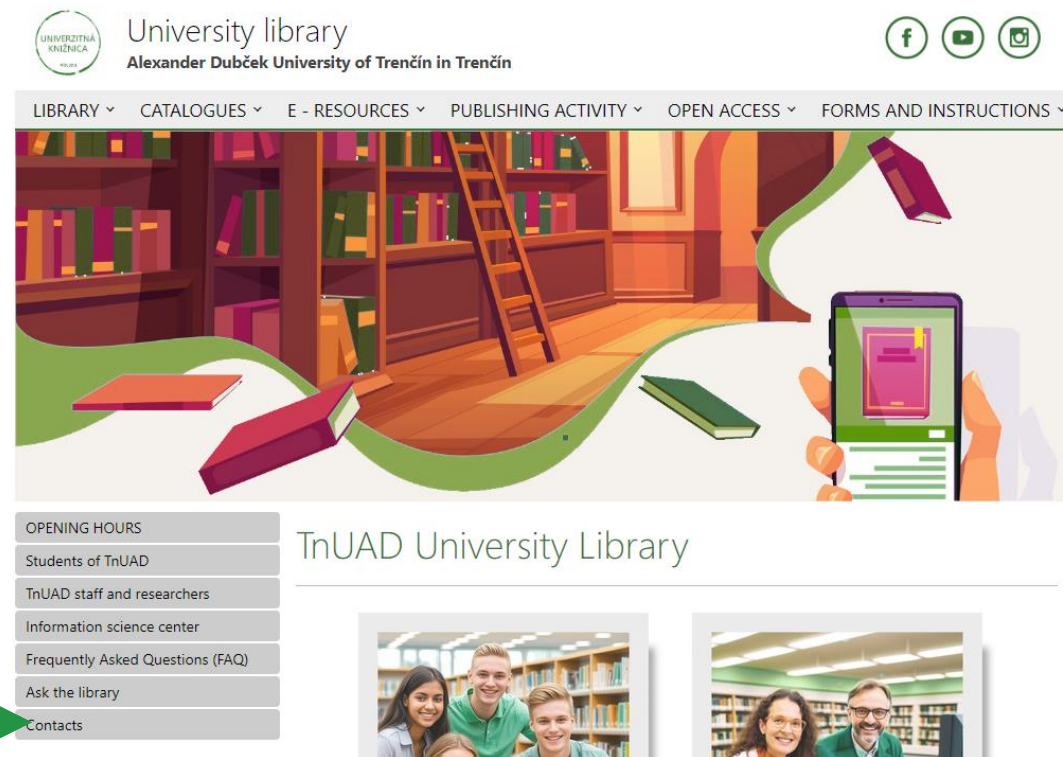 UNIVERZITNÁ
KNIŽNICA
University library
Alexander Dubček University of Trenčín in Trenčín
LIBRARY CATALOGUES E - RESOURCES PUBLISHING ACTIVITY OPEN ACCESS FORMS AND INSTRUCTIONS
OPENING HOURS
Students of TnUAD
TnUAD staff and researchers
Information science center
Frequently Asked Questions (FAQ)
Ask the library
Contacts
TnUAD University Library